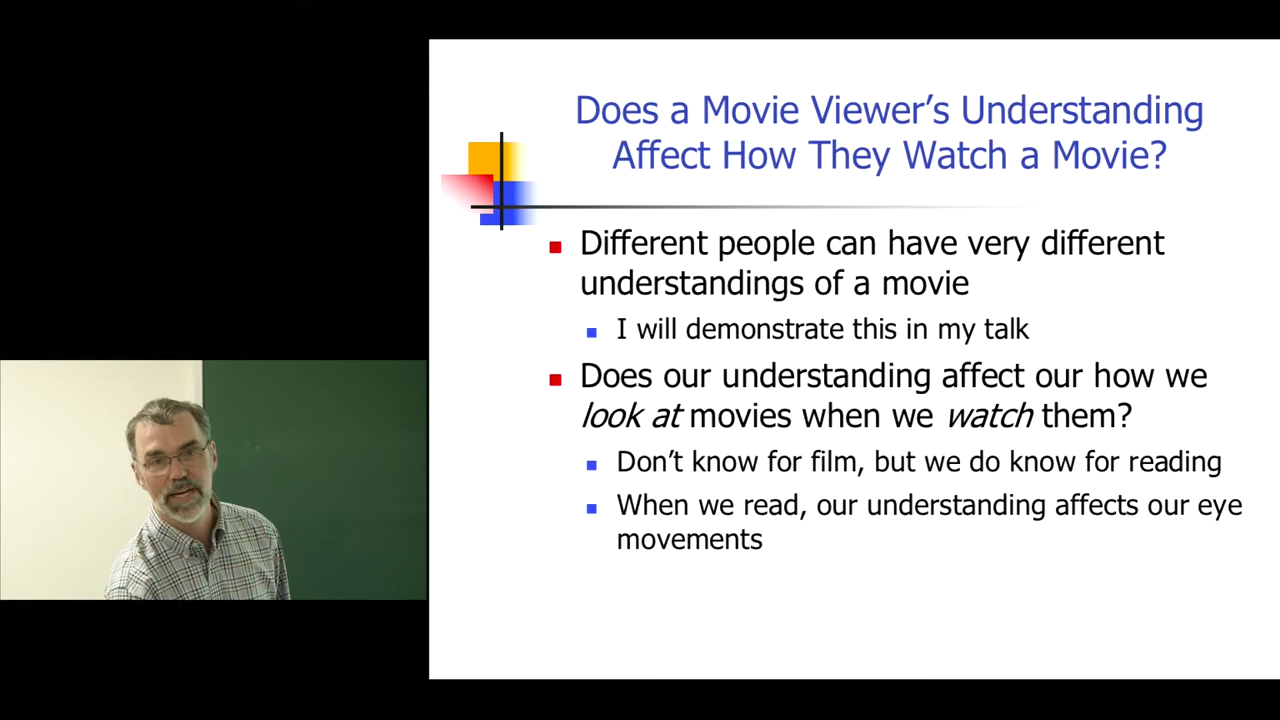 Does a Movie Viewer’s Understanding
Affect How They Watch a Movie?
Different people can have very different
understandings of a movie
I will demonstrate this in my talk
Does our understanding affect our how we
look at movies when we watch them?
Don’t know for film, but we do know for reading
When we read, our understanding affects our eye
movements